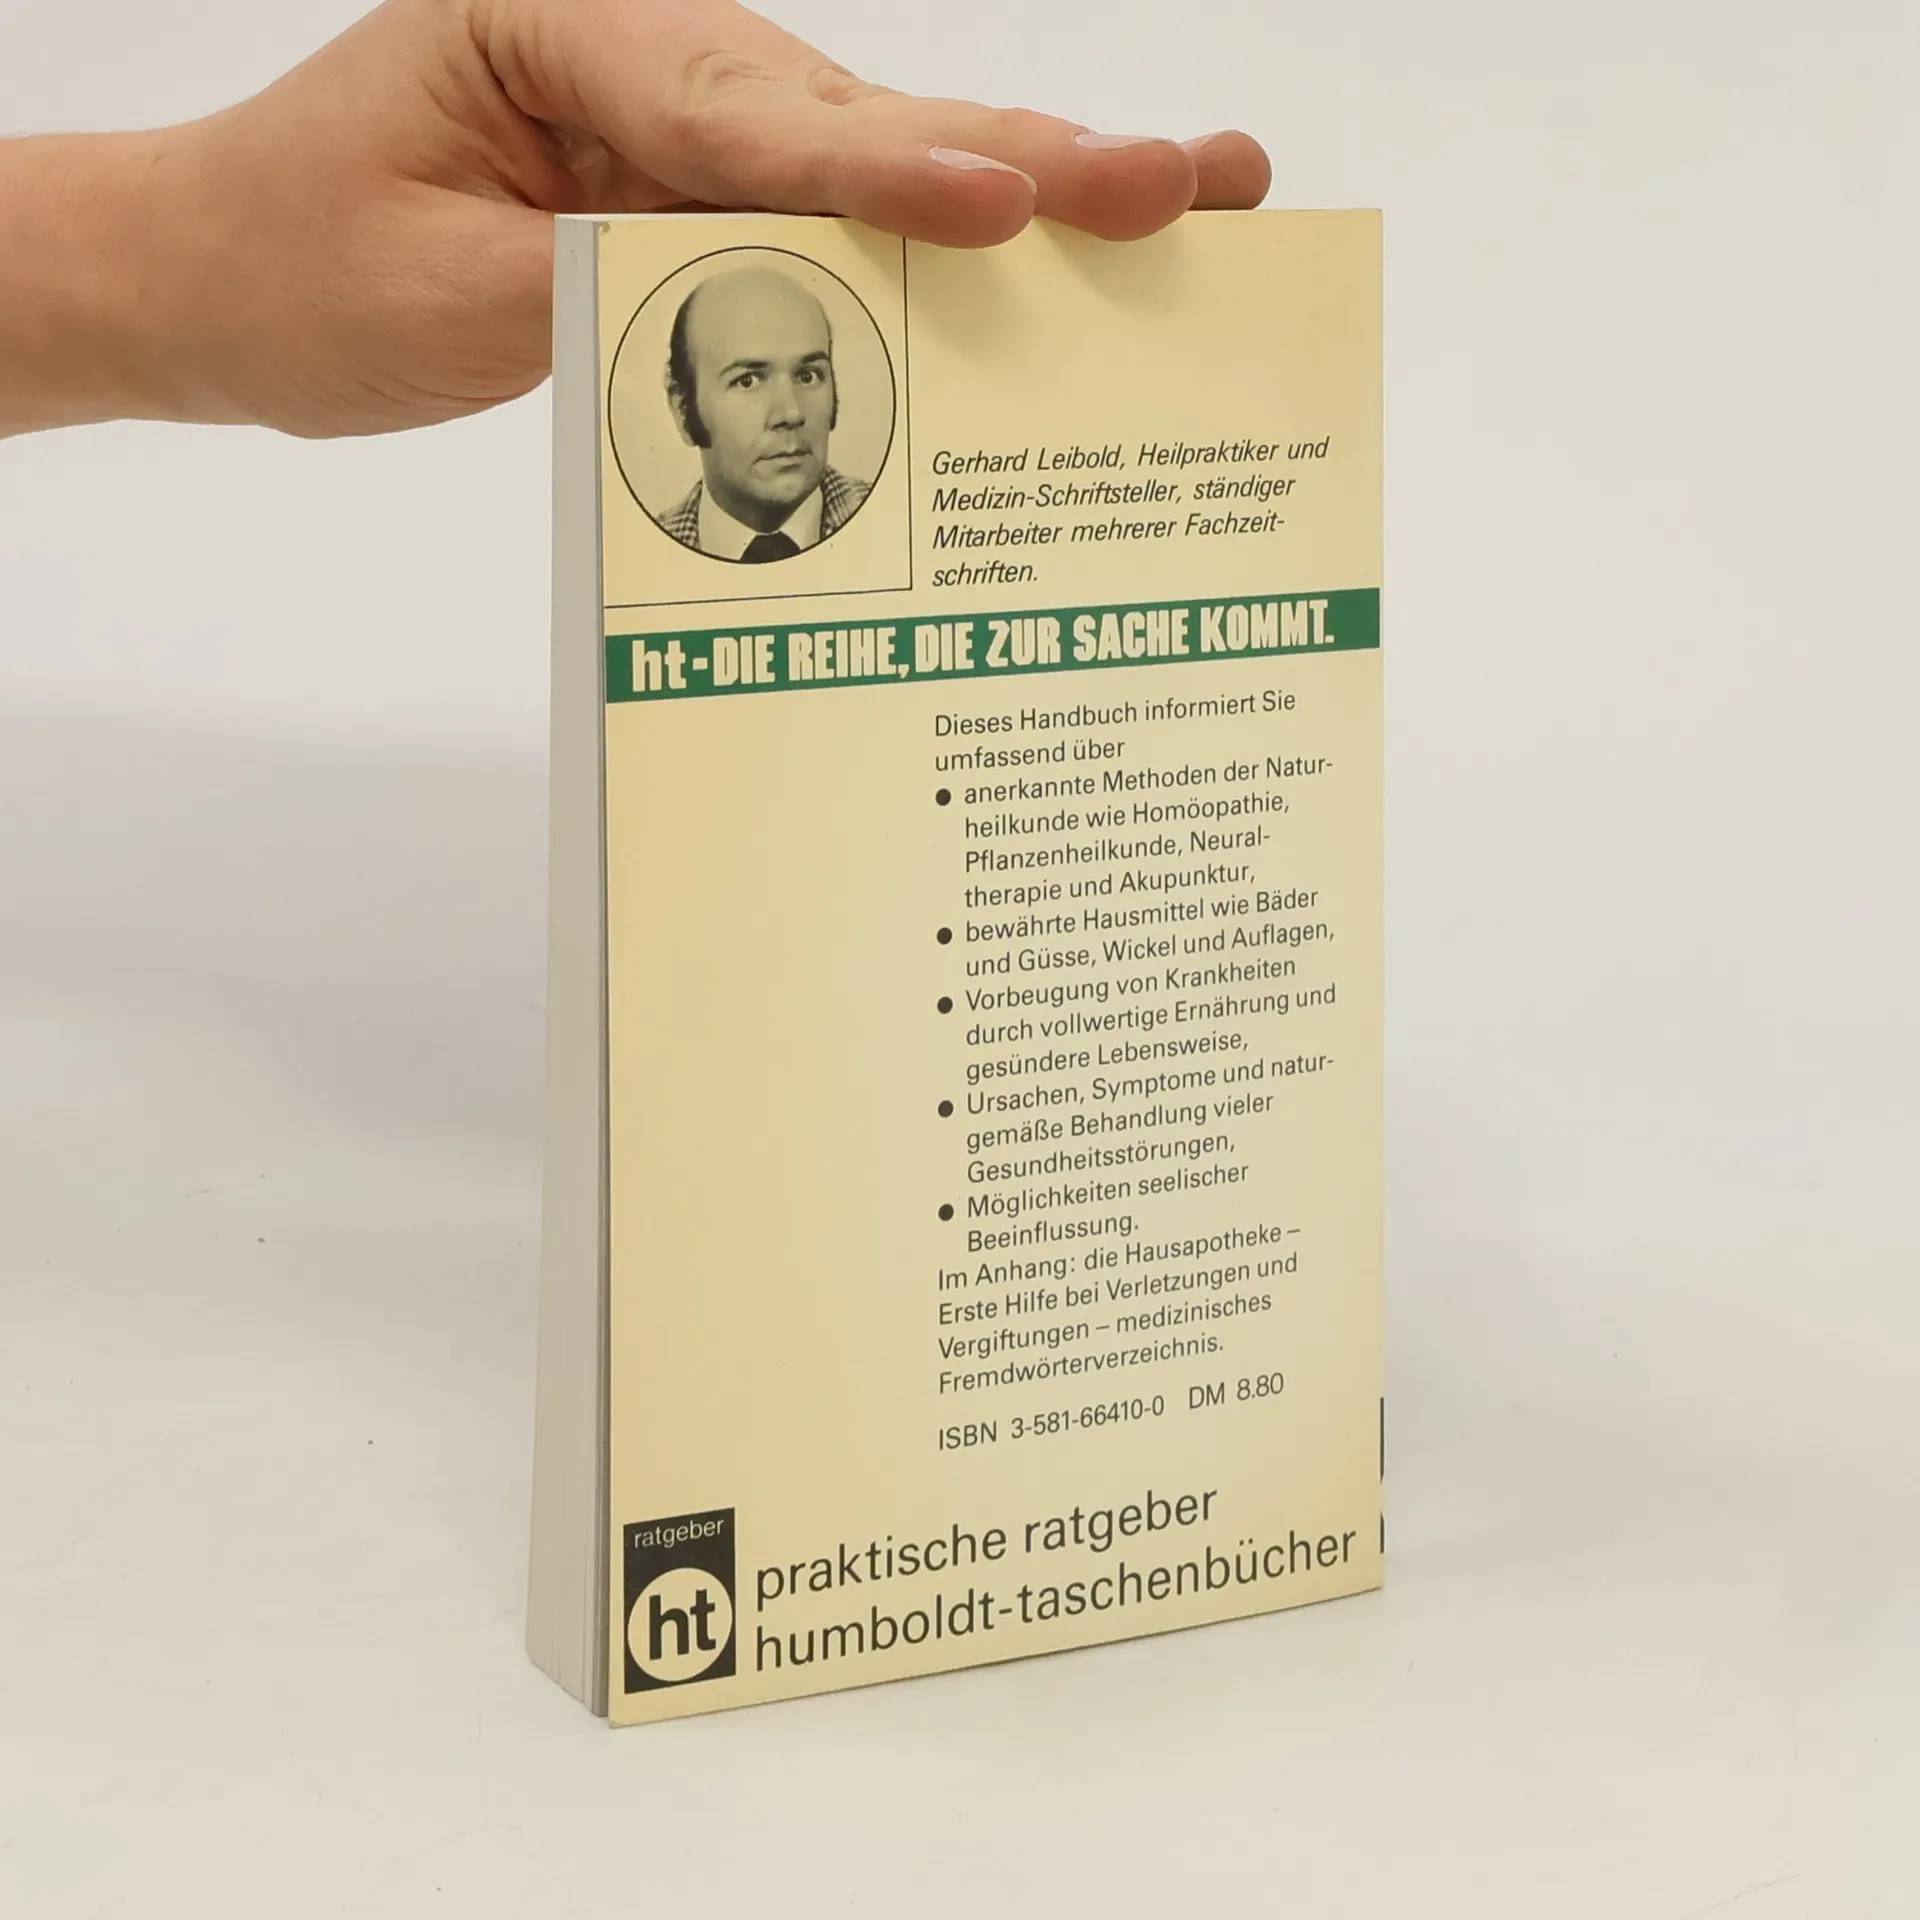 Gerhard Leibold, Heilpraktiker und
Medizin-Schriftsteller, ständiger
Mitarbeiter mehrerer Fachzeit-
schriften.
ht-DIE REIHE, DIE ZUR SACHE KOMMT.
Dieses Handbuch informiert Sie
umfassend über
● anerkannte Methoden der Natur-
heilkunde wie Homöopathie,
Pflanzenheilkunde, Neural-
therapie und Akupunktur,
● bewährte Hausmittel wie Bäder
und Güsse, Wickel und Auflagen,
● Vorbeugung von Krankheiten
durch vollwertige Ernährung und
gesündere Lebensweise,
● Ursachen, Symptome und natur-
gemäße Behandlung vieler
Gesundheitsstörungen,
● Möglichkeiten seelischer
Beeinflussung.
Im Anhang: die Hausapotheke –
Erste Hilfe bei Verletzungen und
Vergiftungen – medizinisches
Fremdwörterverzeichnis.
ISBN 3-581-66410-0 DM 8.80
ratgeber
ht
praktische ratgeber
humboldt-taschenbücher